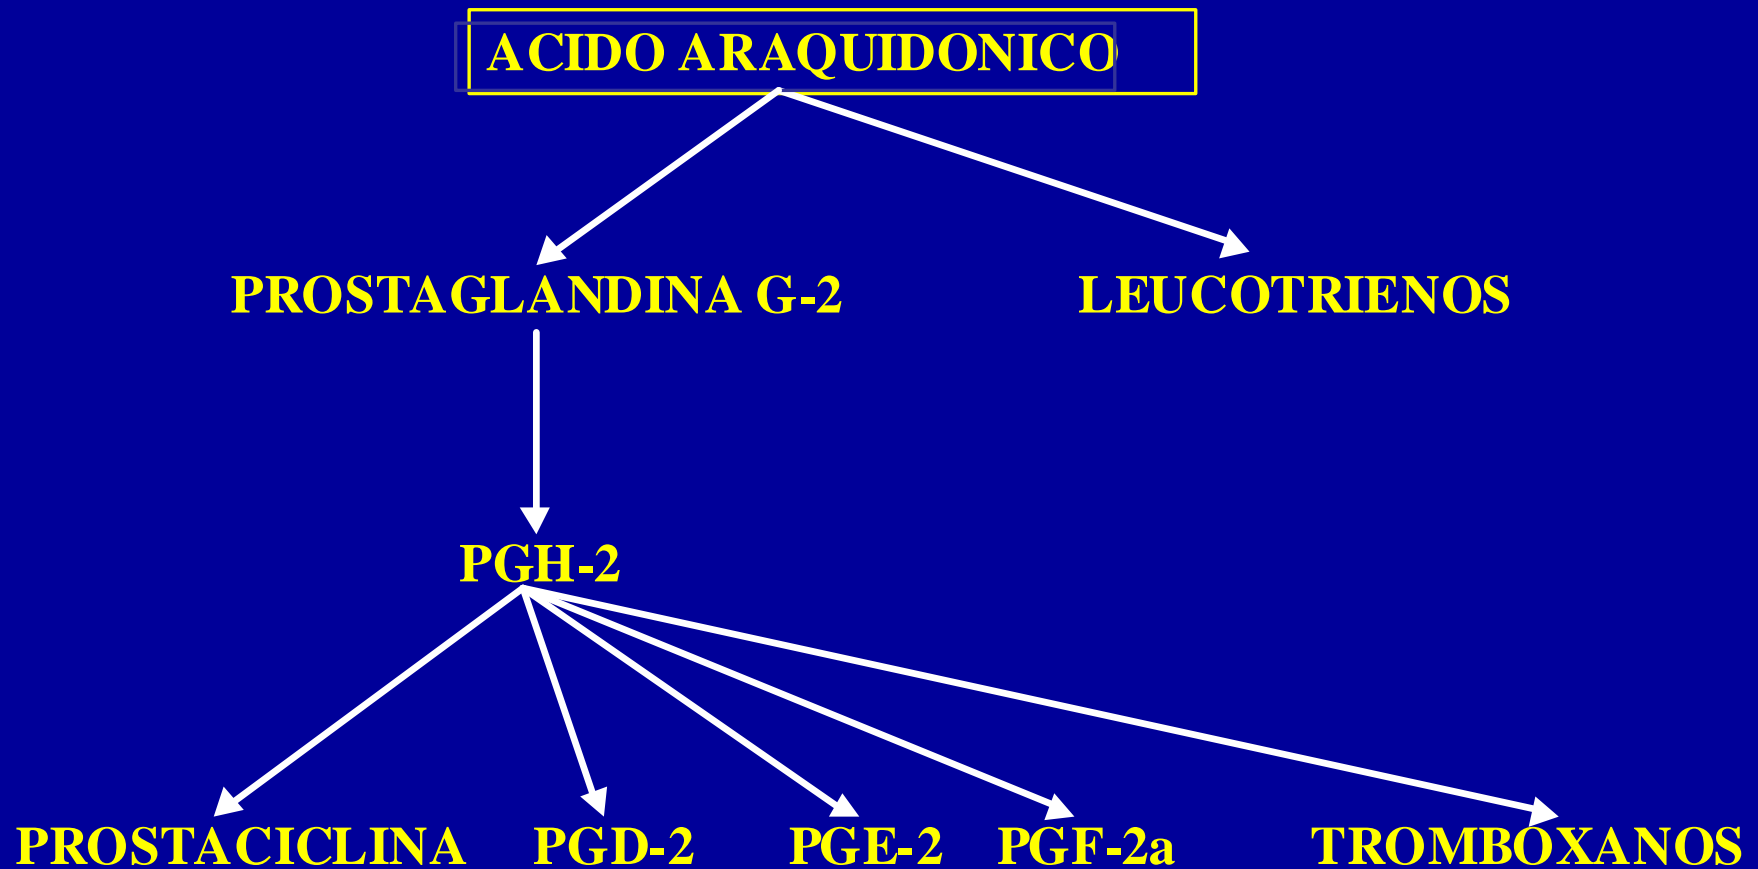 ACIDO ARAQUIDONICO
PROSTAGLANDINA G-2 LEUCOTRIENOS
PGH-2
PROSTACICLINA PGD-2 PGE-2 PGF-2a TROMBOXANOS